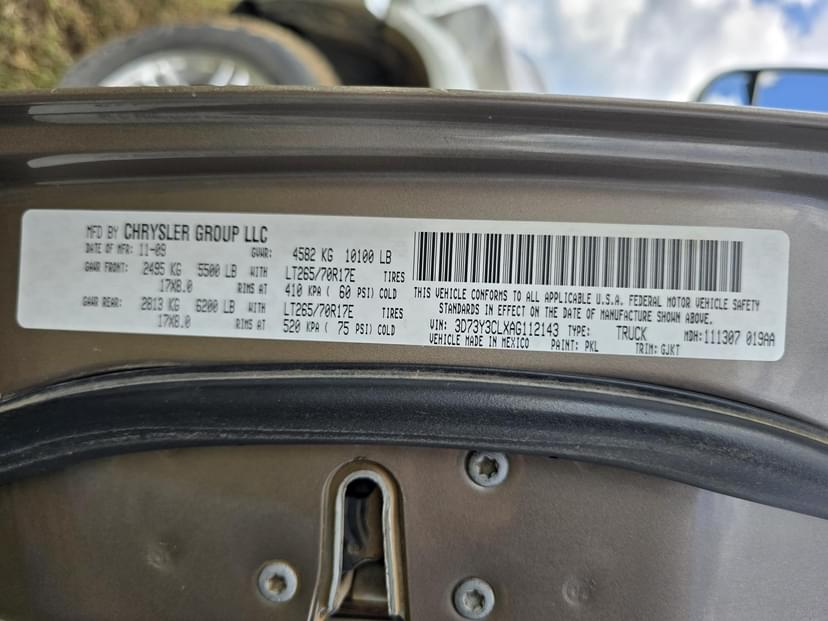 MFD BY CHRYSLER GROUP LLC
DATE OF MFR: 11-09 GVWR: 4582 KG 10100 LB
GAWR FRONT: 2495 KG 5500 LB WITH LT265/70R17E TIRES
17X8.0 RIMS AT 410 KPA ( 60 PSI) COLD
GAWR REAR: 2813 KG 6200 LB WITH LT265/70R17E TIRES
17X8.0 RIMS AT 520 KPA ( 75 PSI) COLD
THIS VEHICLE CONFORMS TO ALL APPLICABLE U.S.A. FEDERAL MOTOR VEHICLE SAFETY
STANDARDS IN EFFECT ON THE DATE OF MANUFACTURE SHOWN ABOVE.
VIN: 3D73Y3CLXAG112143 TYPE: TRUCK MDH:111307 019AA
VEHICLE MADE IN MEXICO PAINT: PKL TRIM: GJKT